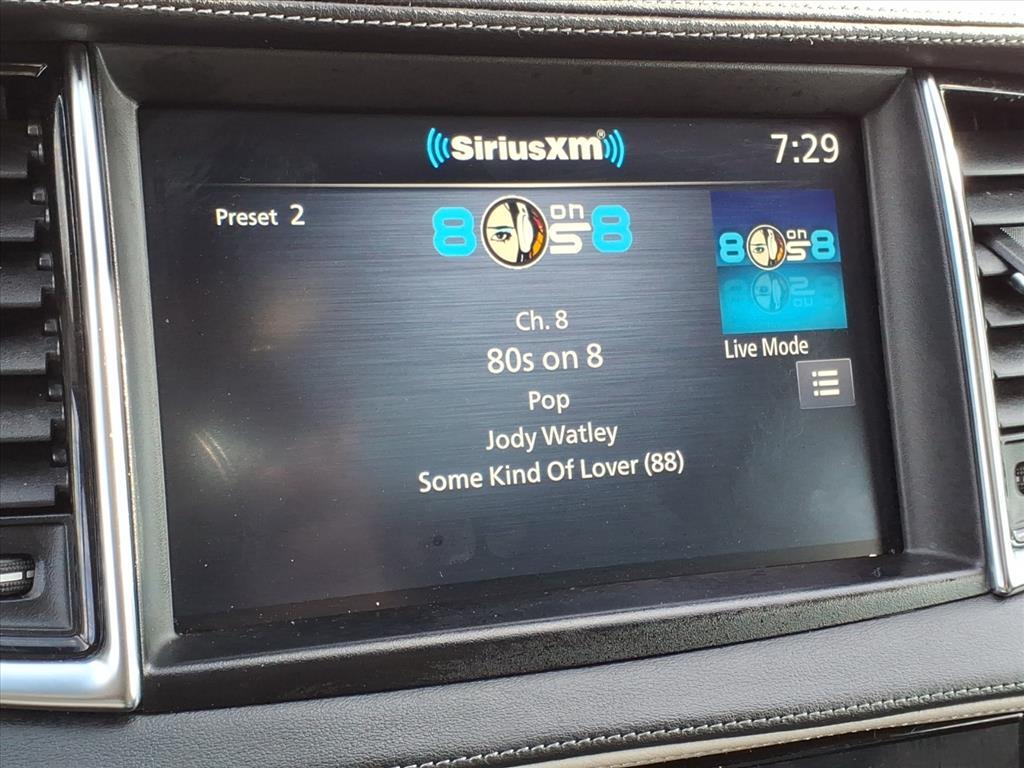 SiriusXM®
7:29
Preset 2
8 on 8
8 on 8
Ch. 8
80s on 8
Live Mode
Pop
Jody Watley
Some Kind Of Lover (88)